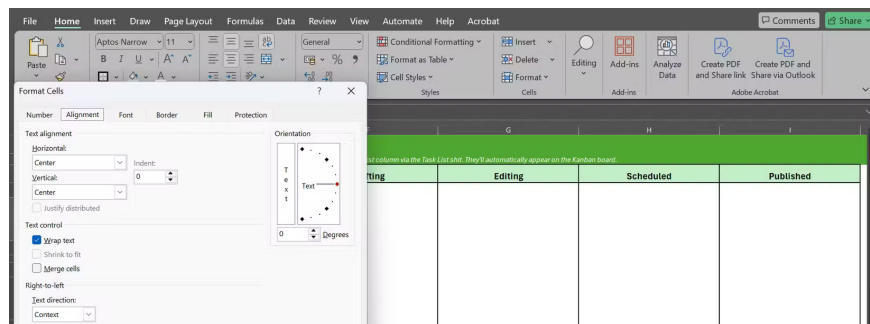 File Home Insert Draw Page Layout Formulas Data Review View Automate Help Acrobat Comments Share
Paste Aptos Narrow 11 A^ A˅ General Conditional Formatting Insert
B I U A % 9 Format as Table Delete Editing Add-ins Analyze Data Create PDF and Share link Create PDF and Share via Outlook
Cell Styles Format
Styles Cells Add-ins Adobe Acrobat
Format Cells ? X
Number Alignment Font Border Fill Protection
Text alignment
Horizontal:
Center
Indent:
0
Vertical:
Center
Justify distributed
Text control
Wrap text
Shrink to fit
Merge cells
Right-to-left
Text direction:
Context
Orientation
Text
Text
0 Degrees
F G H I
st column via the Task List shit. They'll automatically appear on the Kanban board.
fting Editing Scheduled Published